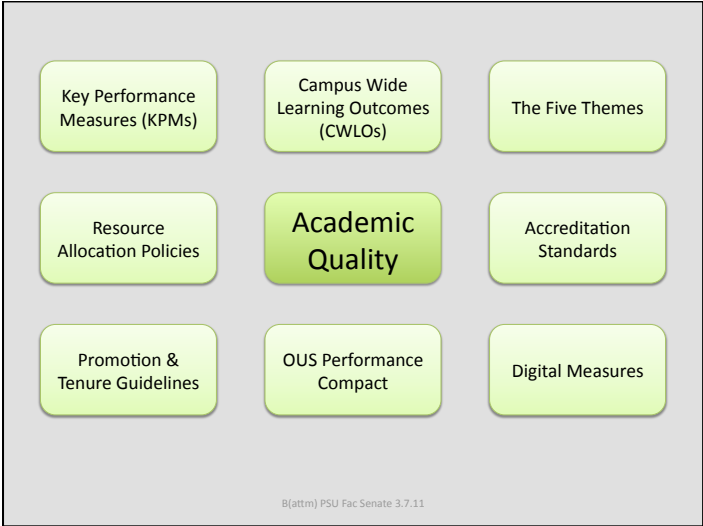 Key Performance
Measures (KPMs)
Campus Wide
Learning Outcomes
(CWLOs)
The Five Themes
Resource
Allocation Policies
Academic
Quality
Accreditation
Standards
Promotion &
Tenure Guidelines
OUS Performance
Compact
Digital Measures
B(attm) PSU Fac Senate 3.7.11